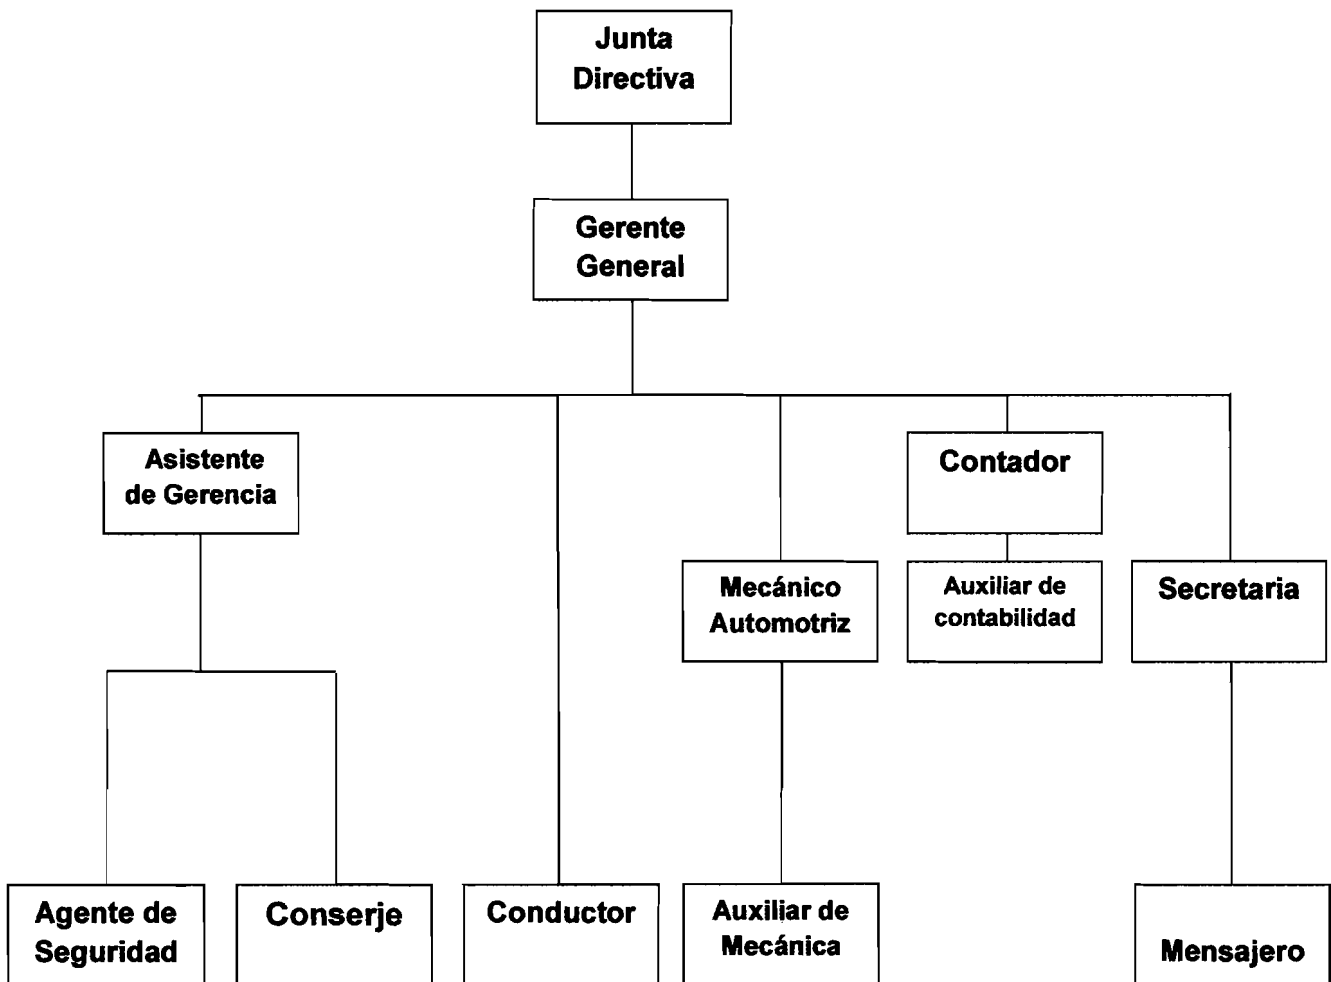 Junta
Directiva
Gerente
General
Asistente
de Gerencia
Contador
Mecánico
Automotriz
Auxiliar de
contabilidad
Secretaria
Agente de
Seguridad
Conserje
Conductor
Auxiliar de
Mecánica
Mensajero